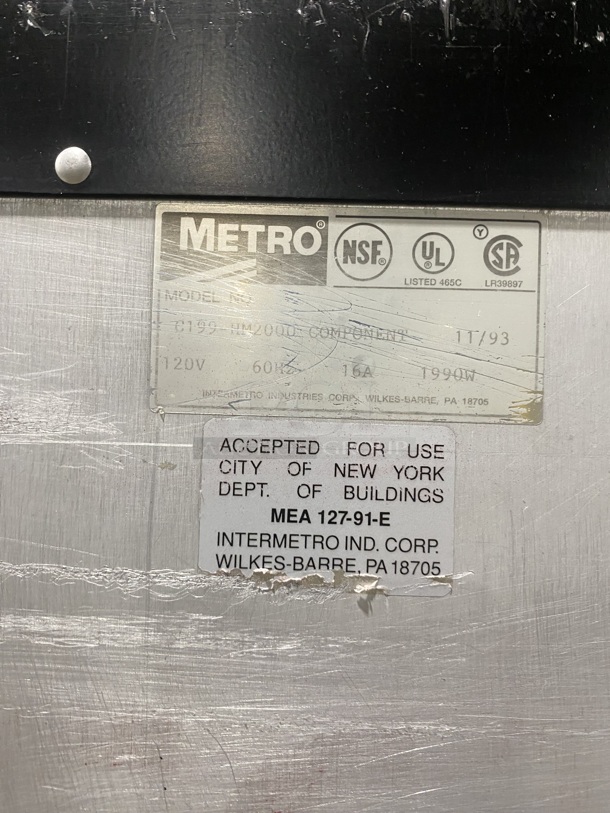 METRO®
NSF®
UL®
LISTED 465C
Y
SA®
LR39897
MODEL NO
C199-HM2000 COMPONENT 11/93
120V 60HZ 16A 1990W
INTERMETRO INDUSTRIES CORP. WILKES-BARRE, PA 18705
ACCEPTED FOR USE
CITY OF NEW YORK
DEPT. OF BUILDINGS
MEA 127-91-E
INTERMETRO IND. CORP.
WILKES-BARRE, PA 18705